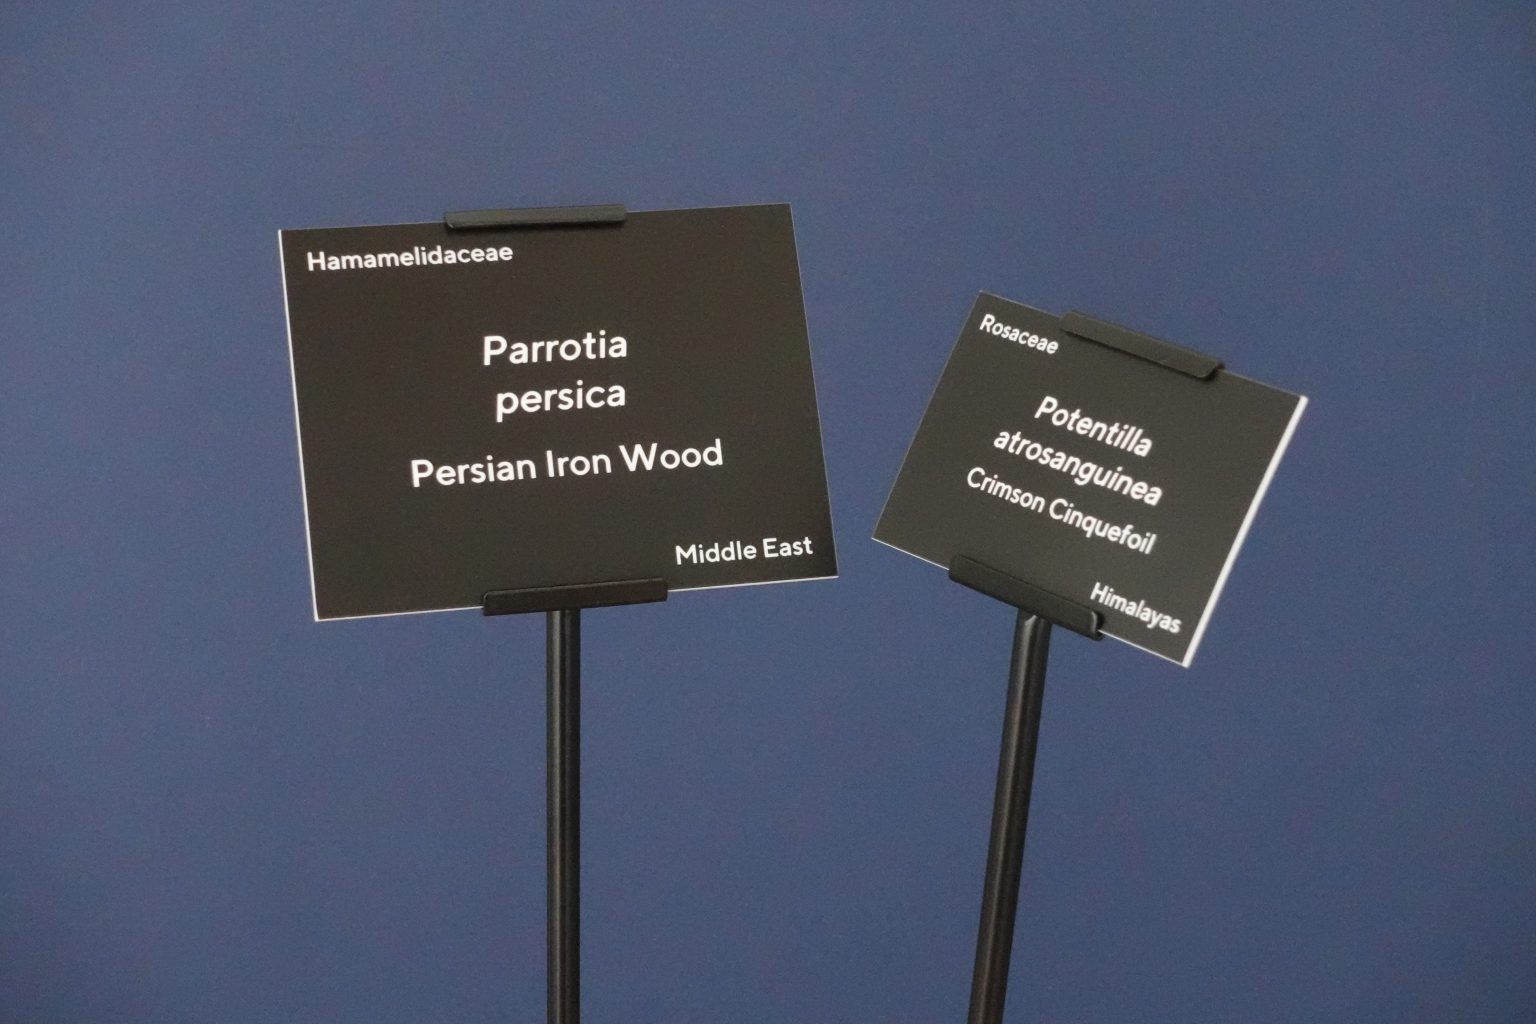 Hamamelidaceae
Parrotia
persica
Persian Iron Wood
Middle East
Rosaceae
Potentilla
atrosanguinea
Crimson Cinquefoil
Himalayas